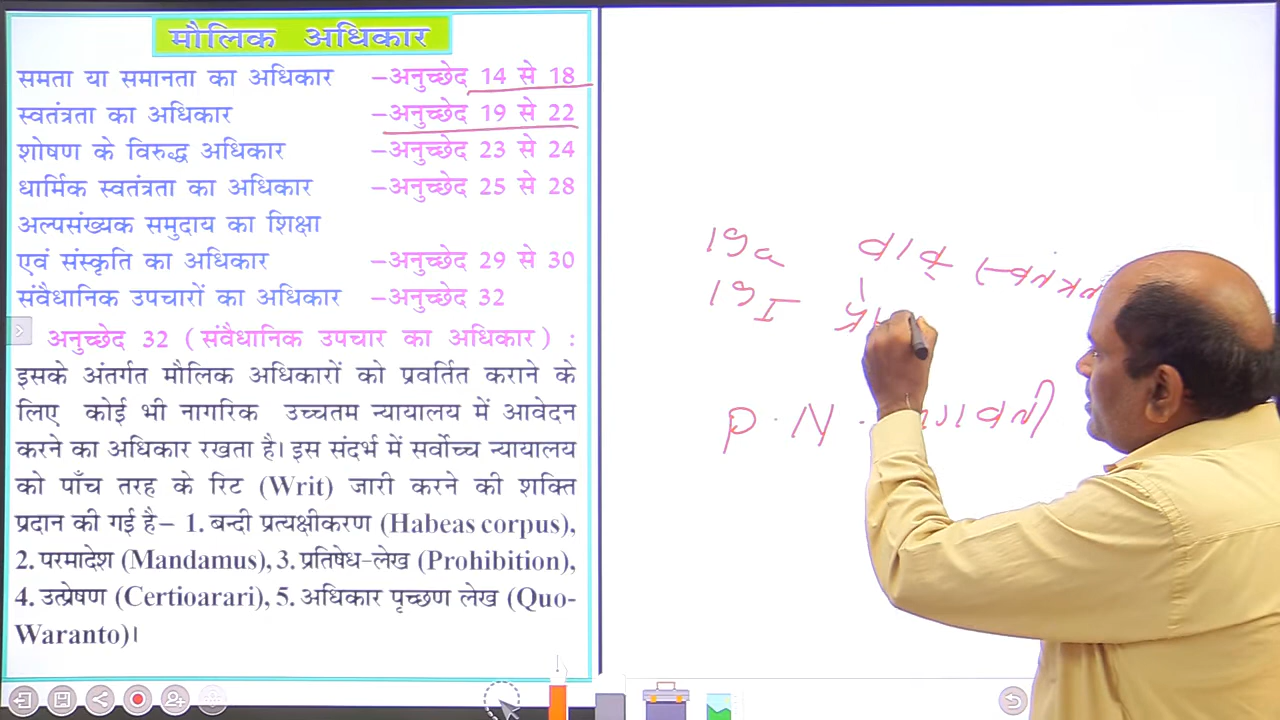 मौलिक अधिकार
समता या समानता का अधिकार –अनुच्छेद 14 से 18
स्वतंत्रता का अधिकार –अनुच्छेद 19 से 22
शोषण के विरुद्ध अधिकार –अनुच्छेद 23 से 24
धार्मिक स्वतंत्रता का अधिकार –अनुच्छेद 25 से 28
अल्पसंख्यक समुदाय का शिक्षा
एवं संस्कृति का अधिकार –अनुच्छेद 29 से 30
संवैधानिक उपचारों का अधिकार –अनुच्छेद 32
अनुच्छेद 32 ( संवैधानिक उपचार का अधिकार ) :
इसके अंतर्गत मौलिक अधिकारों को प्रवर्तित कराने के
लिए कोई भी नागरिक उच्चतम न्यायालय में आवेदन
करने का अधिकार रखता है। इस संदर्भ में सर्वोच्च न्यायालय
को पाँच तरह के रिट (Writ) जारी करने की शक्ति
प्रदान की गई है– 1. बन्दी प्रत्यक्षीकरण (Habeas corpus),
2. परमादेश (Mandamus), 3. प्रतिषेध-लेख (Prohibition),
4. उत्प्रेषण (Certioarari), 5. अधिकार पृच्छण लेख (Quo-
Waranto)।
19a वाक्
19I
P. N.